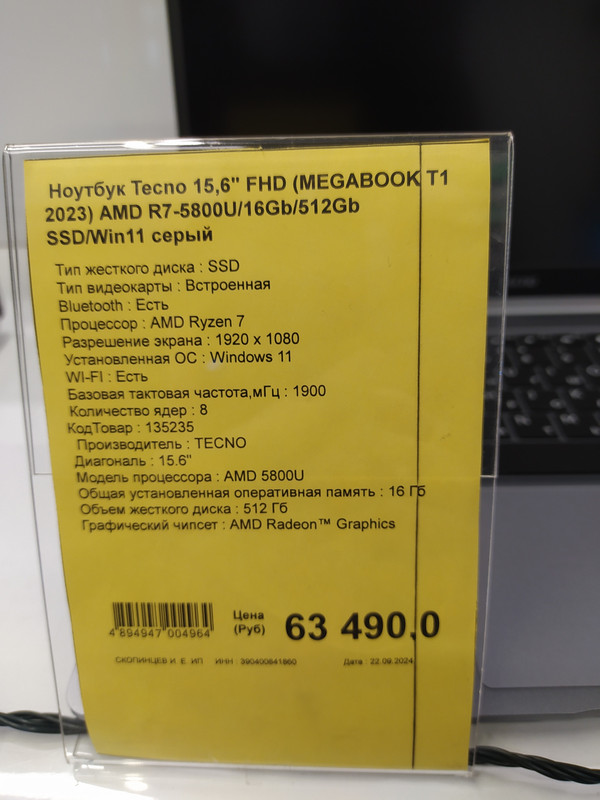 Ноутбук Tecno 15,6" FHD (MEGABOOK T1
2023) AMD R7-5800U/16Gb/512Gb
SSD/Win11 серый
Тип жесткого диска : SSD
Тип видеокарты : Встроенная
Bluetooth : Есть
Процессор : AMD Ryzen 7
Разрешение экрана : 1920 x 1080
Установленная ОС : Windows 11
WI-FI : Есть
Базовая тактовая частота,мГц : 1900
Количество ядер : 8
КодТовар : 135235
Производитель : TECNO
Диагональ : 15.6"
Модель процессора : AMD 5800U
Общая установленная оперативная память : 16 Гб
Объем жесткого диска : 512 Гб
Графический чипсет : AMD Radeon™ Graphics
4 894947 004964
Цена
(Руб)
63 490,0
СКОПИНЦЕВ И. Е. ИП ИНН : 390400841860 Дата : 22.09.2024